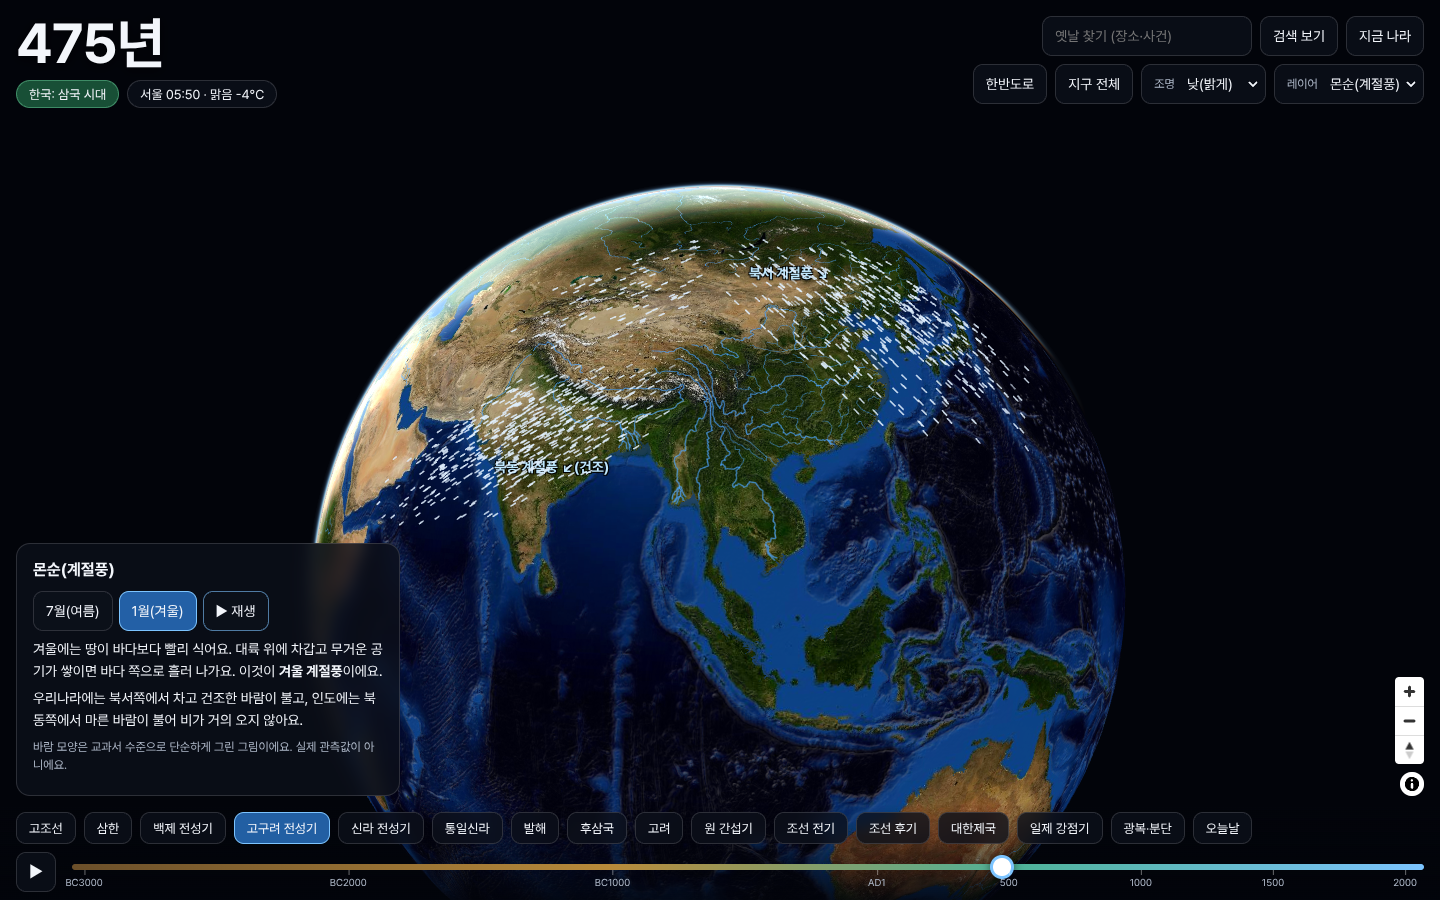 475년
한국: 삼국 시대
서울 05:50 · 맑음 -4°C
옛날 찾기 (장소·사건)
검색 보기
지금 나라
한반도로
지구 전체
조명 낮(밝게)
레이어 몬순(계절풍)
북서 계절풍 ↘
북동 계절풍 ↙(건조)
몬순(계절풍)
7월(여름)
1월(겨울)
▶ 재생
겨울에는 땅이 바다보다 빨리 식어요. 대륙 위에 차갑고 무거운 공
기가 쌓이면 바다 쪽으로 흘러 나가요. 이것이 겨울 계절풍이에요.
우리나라에는 북서쪽에서 차고 건조한 바람이 불고, 인도에는 북
동쪽에서 마른 바람이 불어 비가 거의 오지 않아요.
바람 모양은 교과서 수준으로 단순하게 그린 그림이에요. 실제 관측값이 아
니에요.
고조선
삼한
백제 전성기
고구려 전성기
신라 전성기
통일신라
발해
후삼국
고려
원 간섭기
조선 전기
조선 후기
대한제국
일제 강점기
광복·분단
오늘날
BC3000
BC2000
BC1000
AD1
500
1000
1500
2000